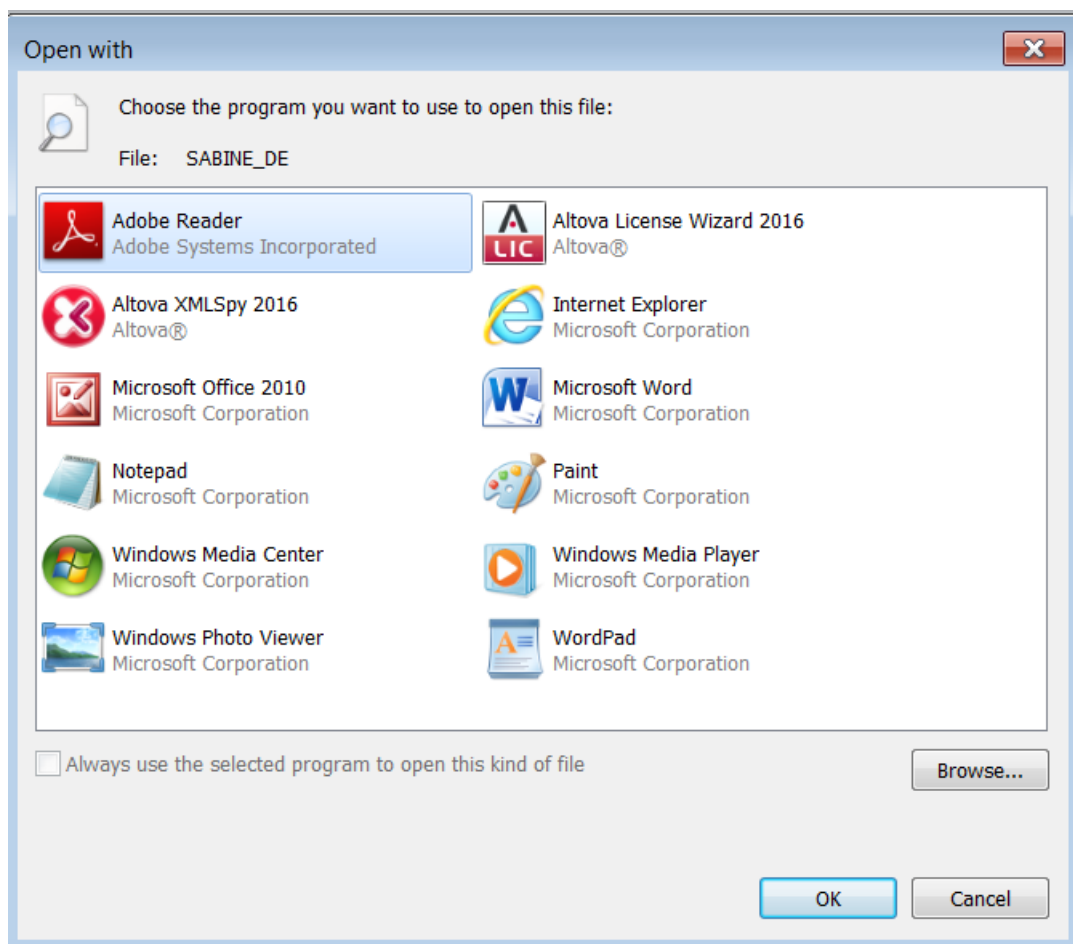 Open with
Choose the program you want to use to open this file:
File: SABINE_DE
Adobe Reader
Adobe Systems Incorporated
Altova License Wizard 2016
Altova®
LIC
Altova XMLSpy 2016
Altova®
Internet Explorer
Microsoft Corporation
Microsoft Office 2010
Microsoft Corporation
Microsoft Word
Microsoft Corporation
Notepad
Microsoft Corporation
Paint
Microsoft Corporation
Windows Media Center
Microsoft Corporation
Windows Media Player
Microsoft Corporation
Windows Photo Viewer
Microsoft Corporation
WordPad
Microsoft Corporation
Always use the selected program to open this kind of file
Browse...
OK
Cancel